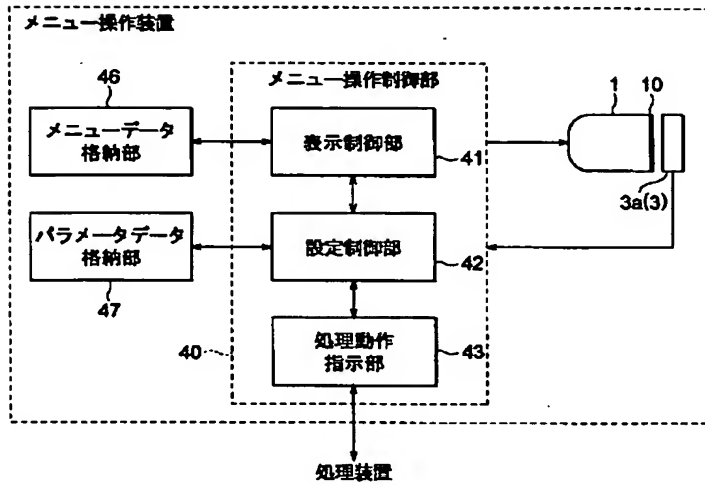 メニュー操作装置
メニュー操作制御部
46
メニューデータ
格納部
表示制御部
41
1
10
3a(3)
パラメータデータ
格納部
47
設定制御部
42
40
処理動作
指示部
43
処理装置